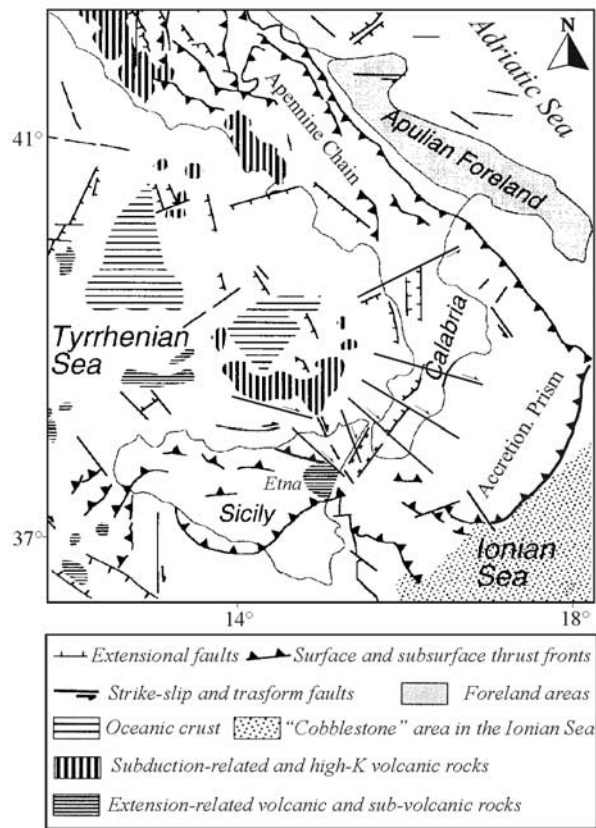 N
Adriatic Sea
41°
Apennine Chain
Apulian Foreland
Tyrrhenian
Sea
Calabria
Accretion. Prism
Etna
Sicily
37°
Ionian
Sea
14°
18°
Extensional faults
Surface and subsurface thrust fronts
Strike-slip and trasform faults
Foreland areas
Oceanic crust
"Cobblestone" area in the Ionian Sea
Subduction-related and high-K volcanic rocks
Extension-related volcanic and sub-volcanic rocks